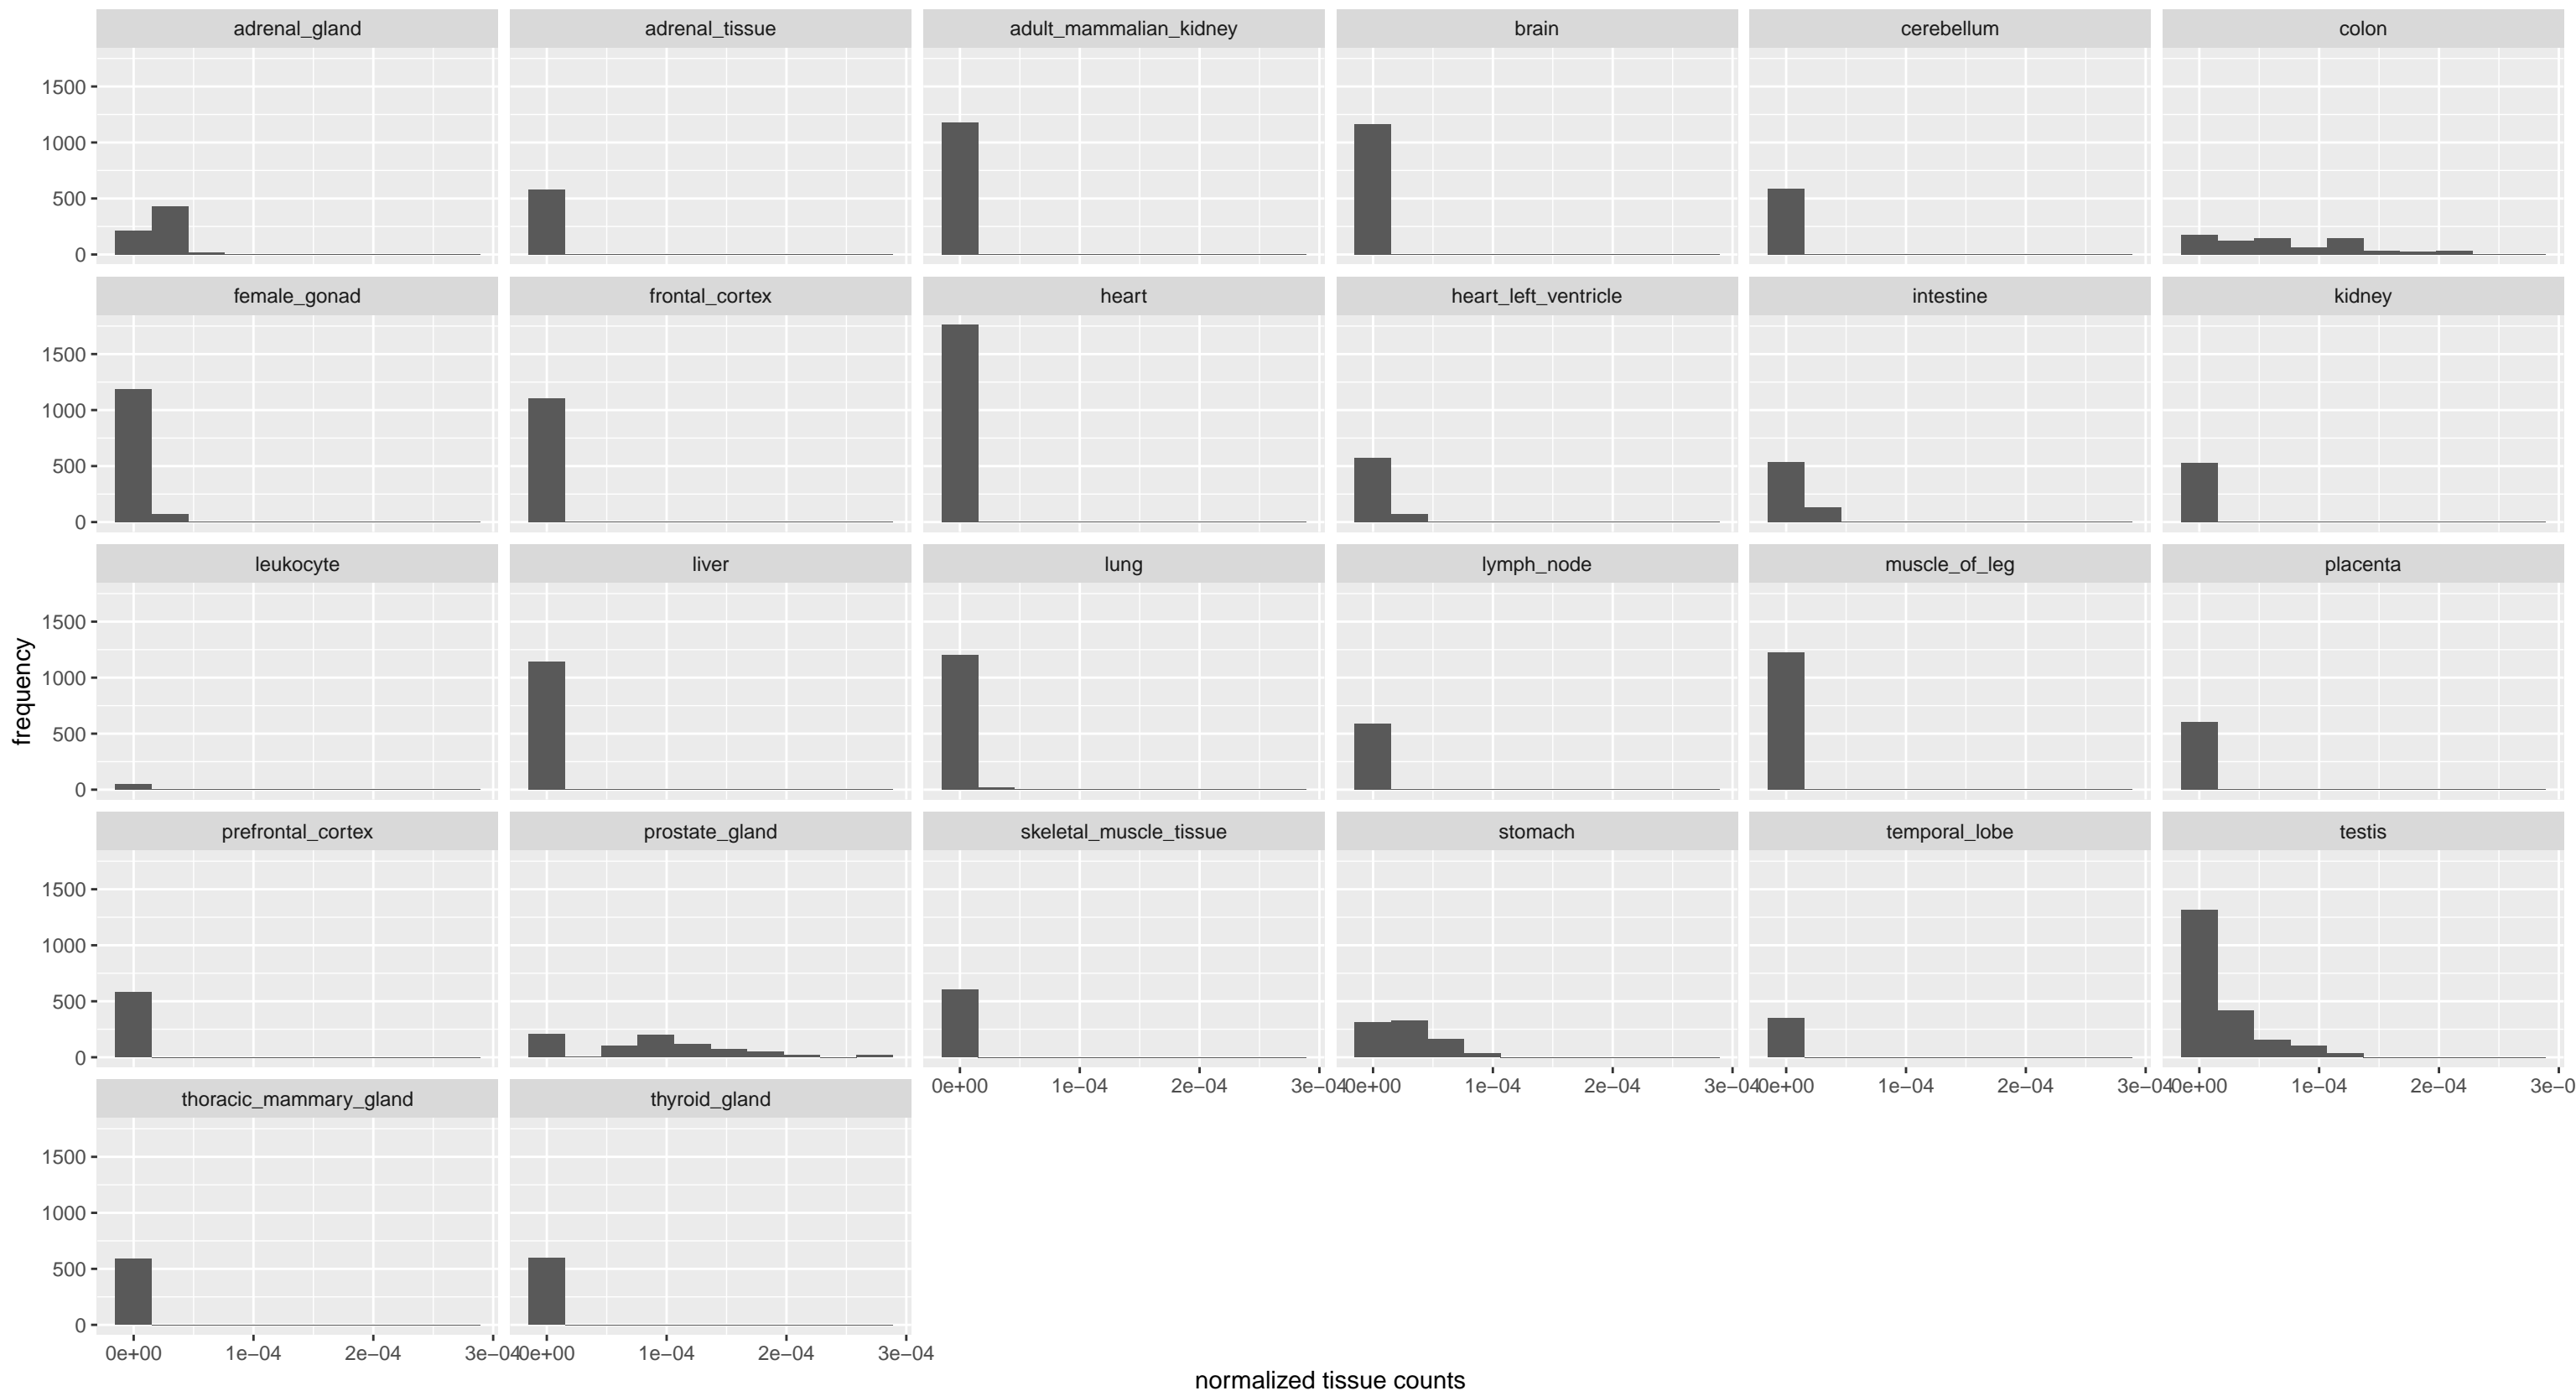 adrenal_gland adrenal_tissue adult_mammalian_kidney brain cerebellum colon
1500
1000
500
0
female_gonad frontal_cortex heart heart_left_ventricle intestine kidney
1500
1000
500
0
leukocyte liver lung lymph_node muscle_of_leg placenta
1500
1000
500
0
frequency
prefrontal_cortex prostate_gland skeletal_muscle_tissue stomach temporal_lobe testis
1500
1000
500
0
0e+00 1e−04 2e−04 3e−04 0e+00 1e−04 2e−04 3e−04 0e+00 1e−04 2e−04 3e−04 0e+00 1e−04 2e−04 3e−0
thoracic_mammary_gland thyroid_gland
1500
1000
500
0
0e+00 1e−04 2e−04 3e−04 0e+00 1e−04 2e−04 3e−04
normalized tissue counts